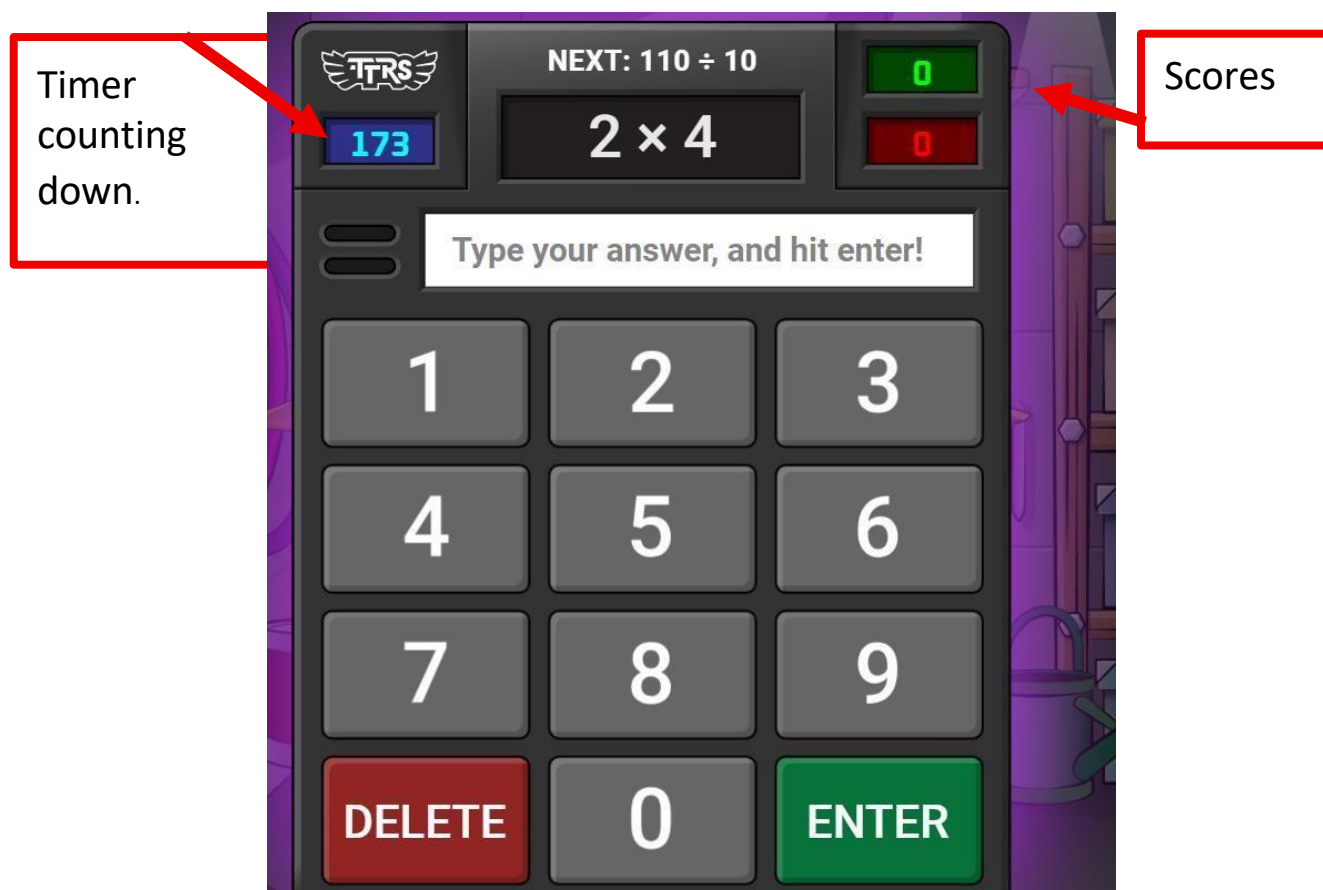 Timer
counting
down.
TTRS
173
NEXT: 110 ÷ 10
2 × 4
0
0
Scores
Type your answer, and hit enter!
1 2 3
4 5 6
7 8 9
DELETE 0 ENTER